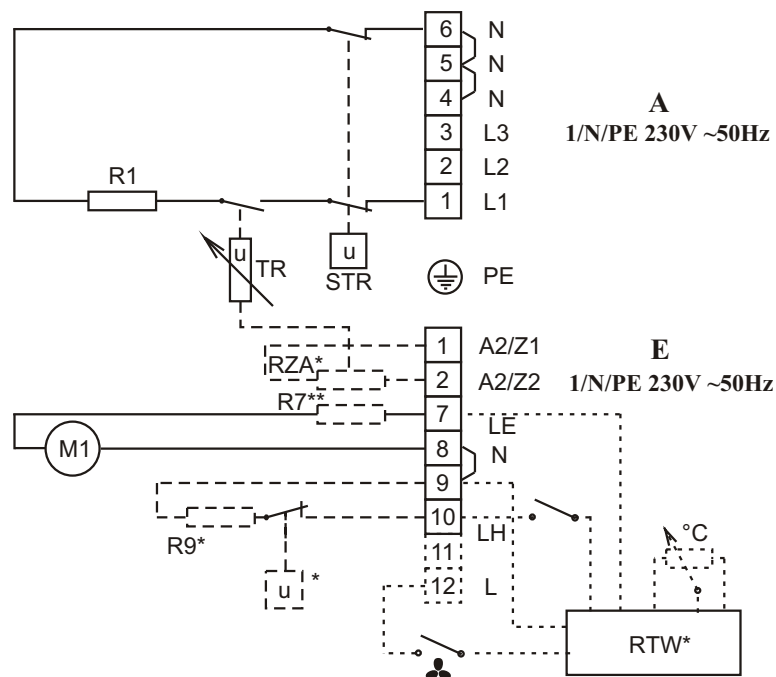 6 N
5 N
A
4 N
3 L3
1/N/PE 230V ~50Hz
2 L2
R1
1 L1
u TR
u
STR
PE
1 A2/Z1
E
RZA*
2 A2/Z2
1/N/PE 230V ~50Hz
R7**
7
LE
M1
8
N
9
10
LH
R9*
°C
11
u *
12 L
RTW*